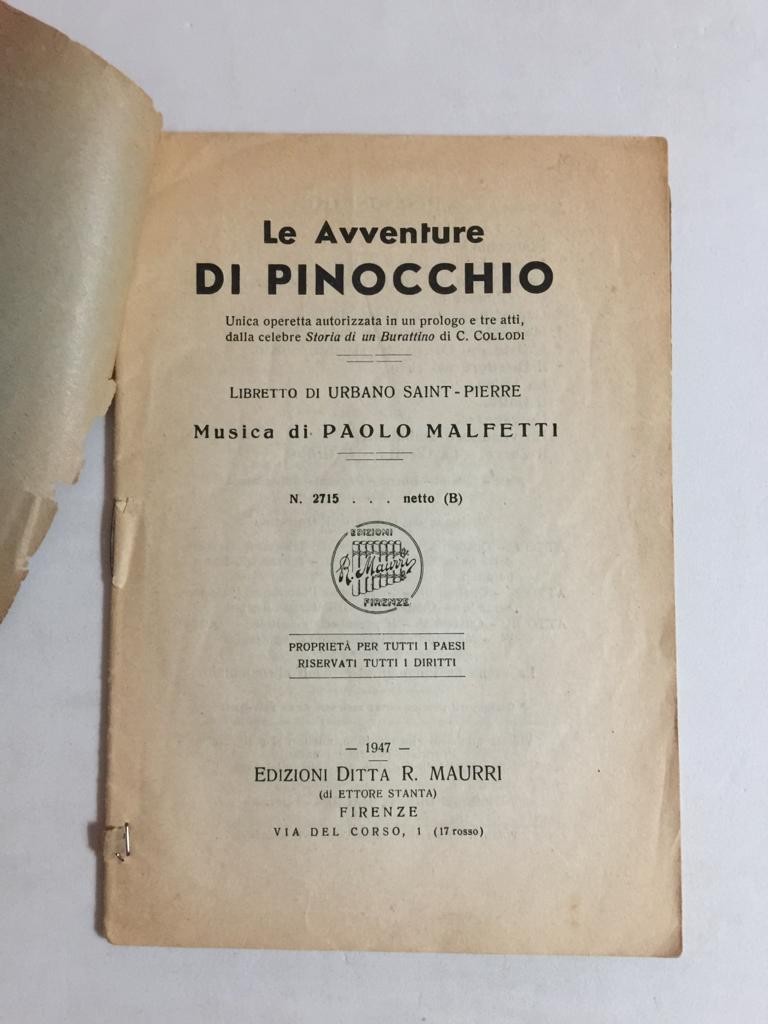 Le Avventure
DI PINOCCHIO
Unica operetta autorizzata in un prologo e tre atti,
dalla celebre Storia di un Burattino di C. COLLODI
LIBRETTO DI URBANO SAINT-PIERRE
Musica di PAOLO MALFETTI
N. 2715 . . . netto (B)
EDIZIONI
R. Maurri
FIRENZE
PROPRIETÀ PER TUTTI I PAESI
RISERVATI TUTTI I DIRITTI
— 1947 —
EDIZIONI DITTA R. MAURRI
(di ETTORE STANTA)
FIRENZE
VIA DEL CORSO, 1 (17 rosso)